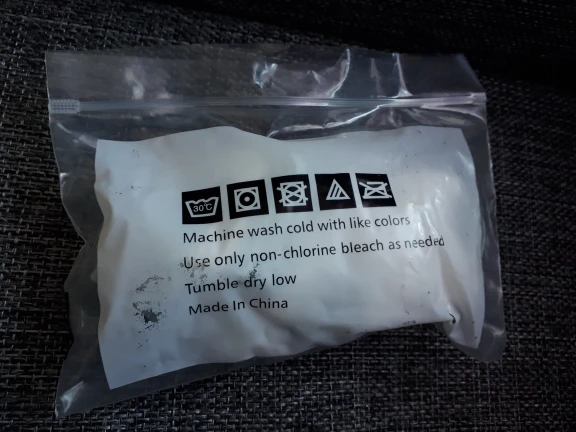 30°C
Machine wash cold with like colors
Use only non-chlorine bleach as needed
Tumble dry low
Made In China